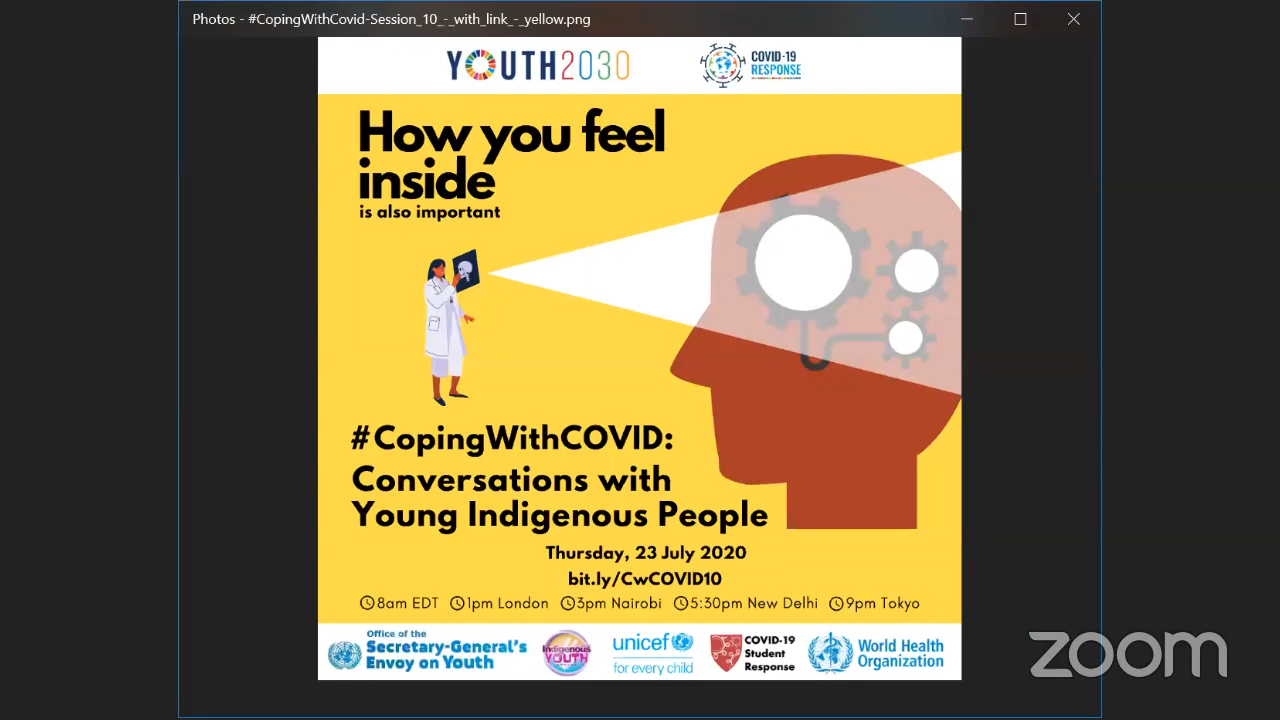 Photos - #CopingWithCovid-Session_10_-_with_link_-_yellow.png
YOUTH2030
COVID-19
RESPONSE
How you feel
inside
is also important
#CopingWithCOVID:
Conversations with
Young Indigenous People
Thursday, 23 July 2020
bit.ly/CwCOVID10
8am EDT 1pm London 3pm Nairobi 5:30pm New Delhi 9pm Tokyo
Office of the
Secretary-General's
Envoy on Youth
Indigenous
YOUTH
unicef
for every child
COVID-19
Student
Response
World Health
Organization
zoom